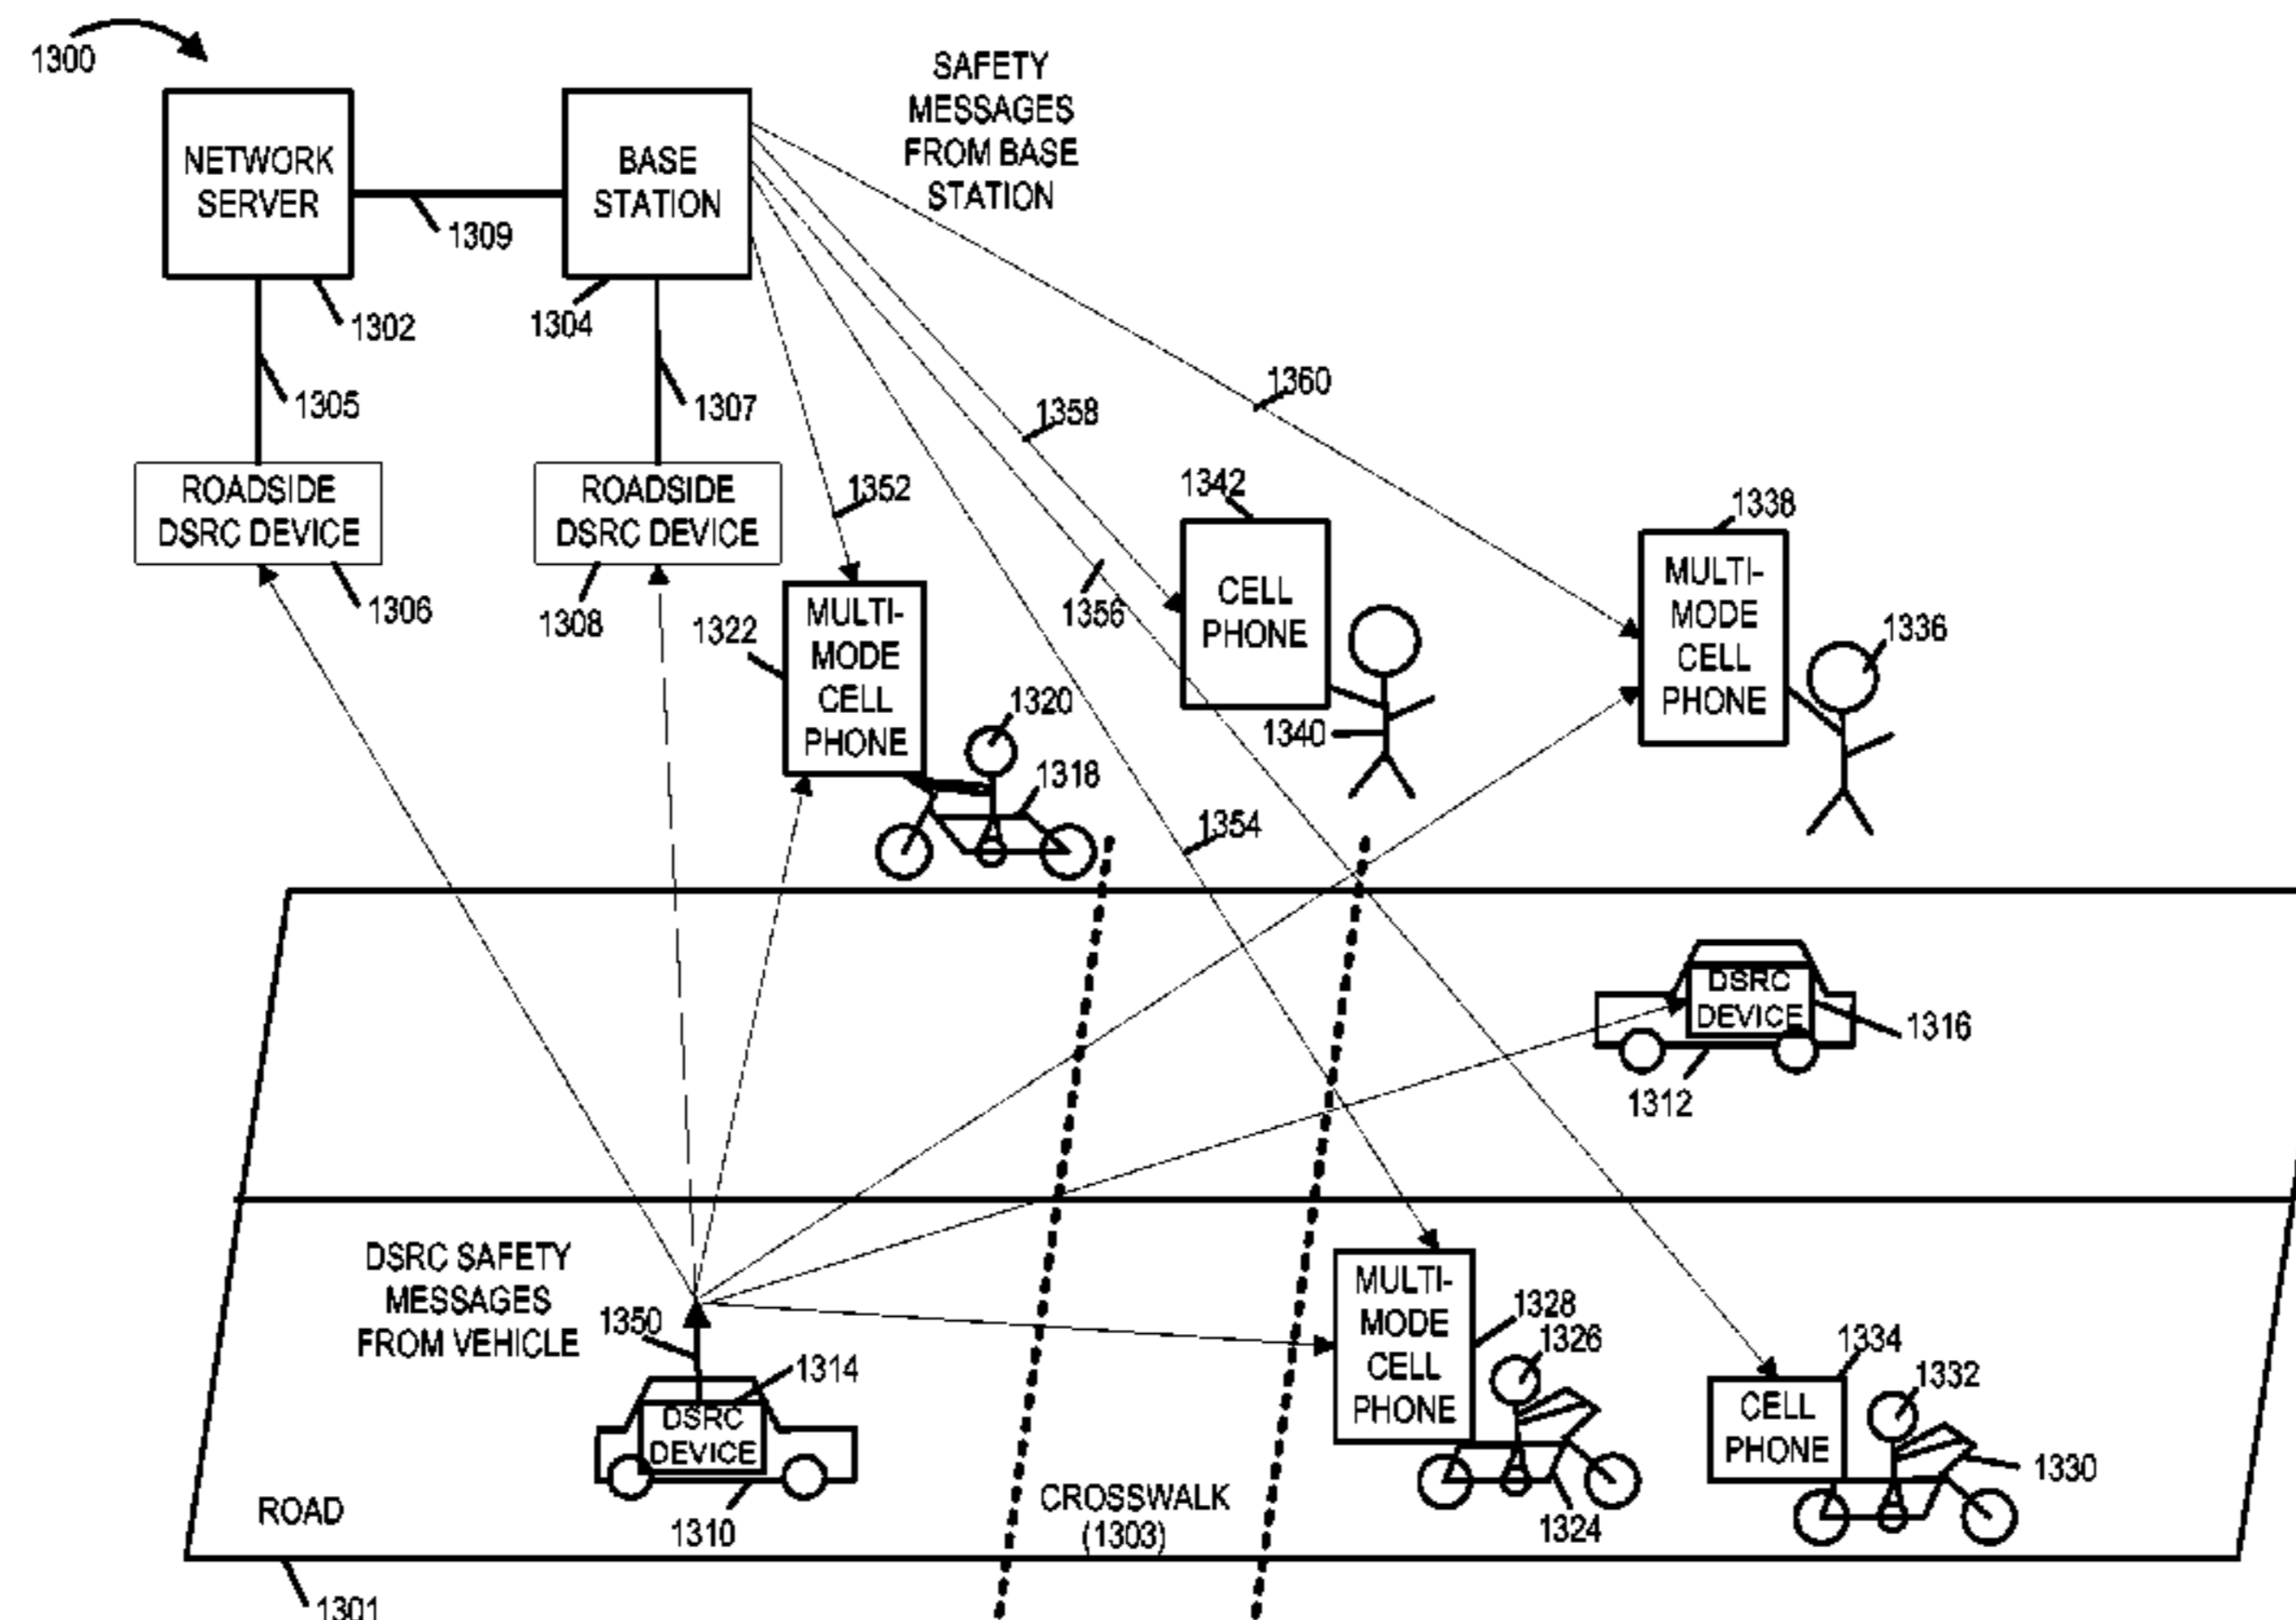 1300
SAFETY
MESSAGES
FROM BASE
STATION
NETWORK
SERVER
BASE
STATION
1309
1302
1304
1305
1307
1360
1358
ROADSIDE
DSRC DEVICE
ROADSIDE
DSRC DEVICE
1352
1342
1338
1306
1308
1322
MULTI-
MODE
CELL
PHONE
1356
CELL
PHONE
MULTI-
MODE
CELL
PHONE
1336
1320
1340
1318
1354
DSRC
DEVICE
1316
1312
DSRC SAFETY
MESSAGES
FROM VEHICLE
1350
1314
DSRC
DEVICE
1310
MULTI-
MODE
CELL
PHONE
1328
1326
1334
1332
CELL
PHONE
1330
1324
ROAD
CROSSWALK
(1303)
1301